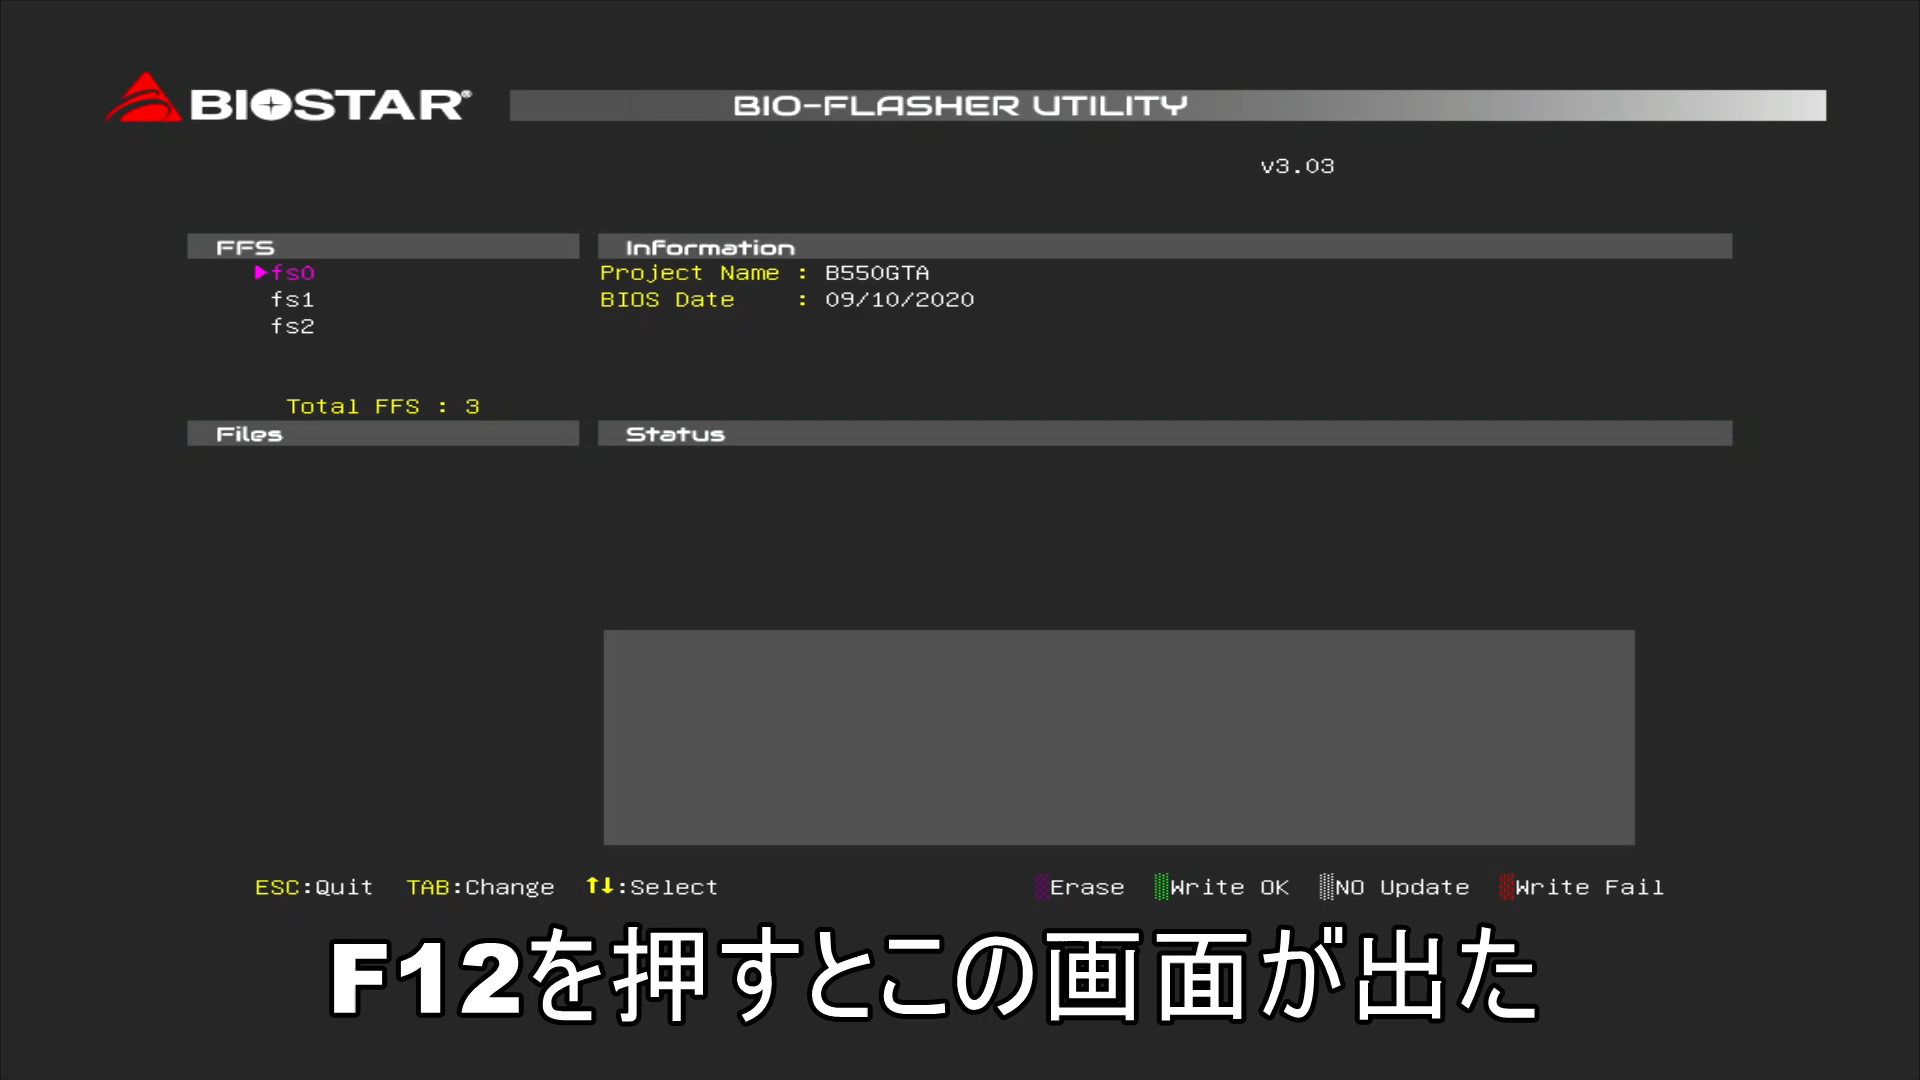 BIOSTAR®
BIO-FLASHER UTILITY
v3.03
FFS
fs0
fs1
fs2
Total FFS : 3
Information
Project Name : B550GTA
BIOS Date : 09/10/2020
Files
Status
ESC:Quit TAB:Change ↑↓:Select
Erase Write OK NO Update Write Fail
F12を押すとこの画面が出た